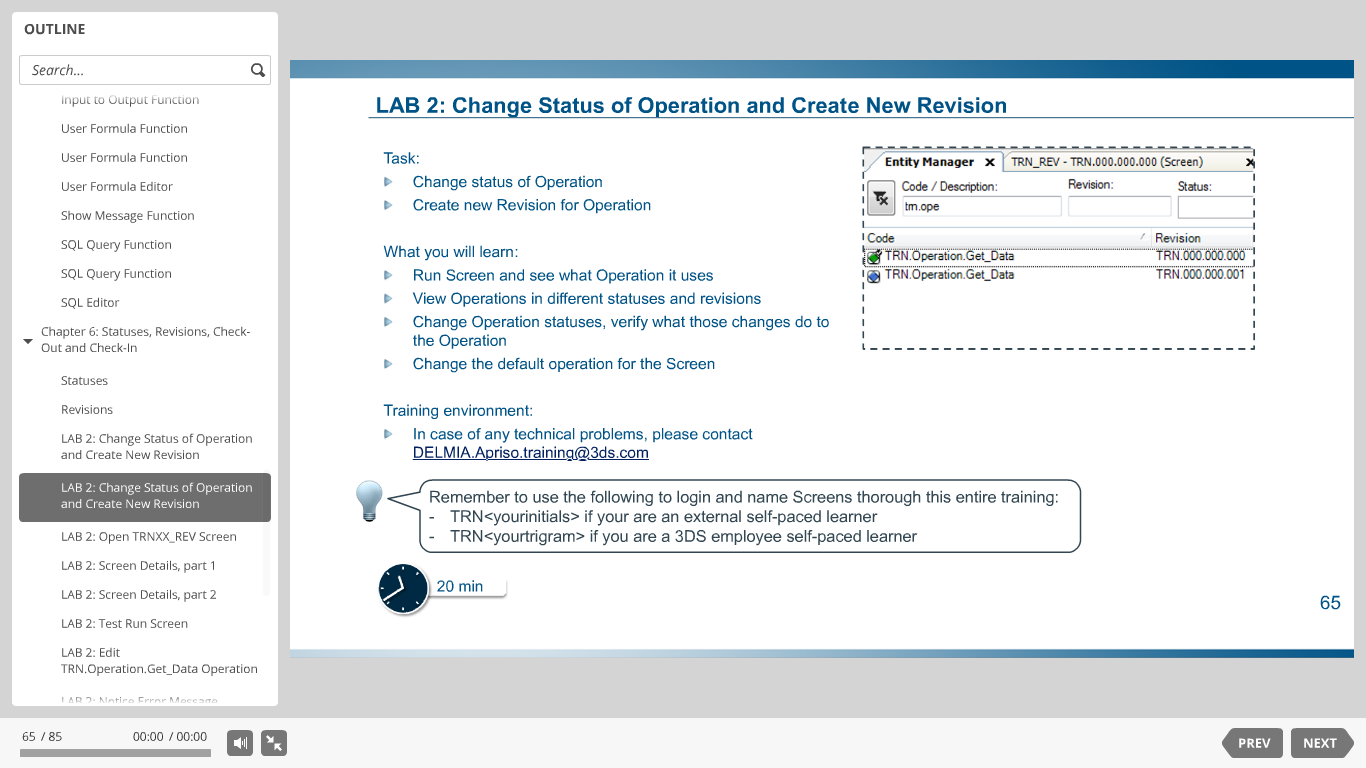 OUTLINE
Search...
Input to Output Function
User Formula Function
User Formula Function
User Formula Editor
Show Message Function
SQL Query Function
SQL Query Function
SQL Editor
Chapter 6: Statuses, Revisions, Check-
Out and Check-In
Statuses
Revisions
LAB 2: Change Status of Operation
and Create New Revision
LAB 2: Change Status of Operation
and Create New Revision
LAB 2: Open TRNXX_REV Screen
LAB 2: Screen Details, part 1
LAB 2: Screen Details, part 2
LAB 2: Test Run Screen
LAB 2: Edit
TRN.Operation.Get_Data Operation
LAB 2: Notice Error Message
LAB 2: Change Status of Operation and Create New Revision
Task:
Change status of Operation
Create new Revision for Operation
What you will learn:
Run Screen and see what Operation it uses
View Operations in different statuses and revisions
Change Operation statuses, verify what those changes do to
the Operation
Change the default operation for the Screen
Training environment:
In case of any technical problems, please contact
DELMIA.Apriso.training@3ds.com
Entity Manager TRN_REV - TRN.000.000.000 (Screen)
Code / Description: Revision: Status:
trn.ope
Code Revision
TRN.Operation.Get_Data TRN.000.000.000
TRN.Operation.Get_Data TRN.000.000.001
Remember to use the following to login and name Screens thorough this entire training:
- TRN<yourinitials> if your are an external self-paced learner
- TRN<yourtrigram> if you are a 3DS employee self-paced learner
20 min
65
65 / 85 00:00 / 00:00
PREV NEXT